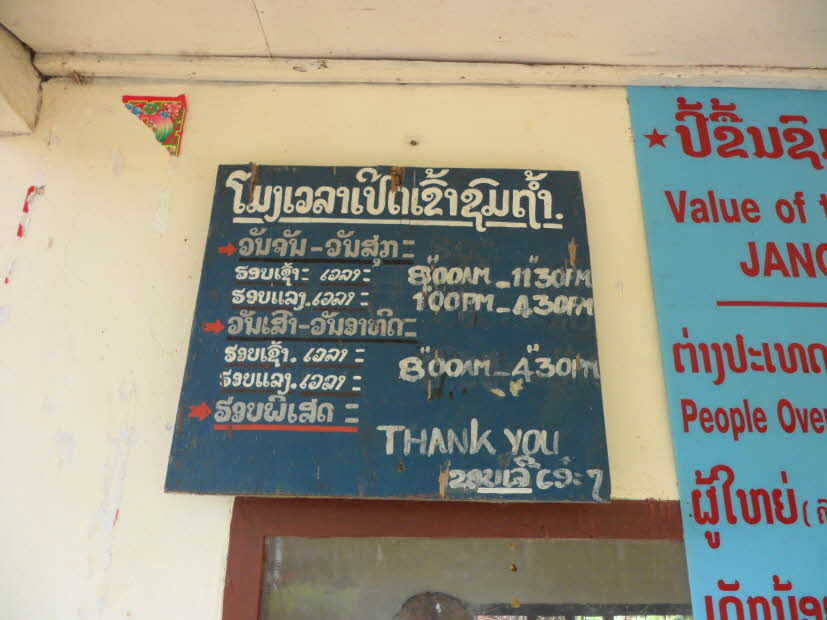 ໂມງເວລາເປີດເຂົ້າຊົມຖ້ຳ.
ວັນຈັນ-ວັນສຸກ=
ຮອບເຊົ້າ: ເວລາ: 8"00AM-11"30PM
ຮອບແລງ.ເວລາ: 1"00PM-4"30PM
ວັນເສົາ-ວັນອາທິດ=
ຮອບເຊົ້າ. ເວລາ: 8"00AM-4"30PM
ຮອບແລງ.ເວລາ=
ຮອບພິເສດ =
THANK YOU
ປີ້ຂຶ້ນຊົມ
Value of
JANG
ຕ່າງປະເທດ
People Over
ຜູ້ໃຫຍ່